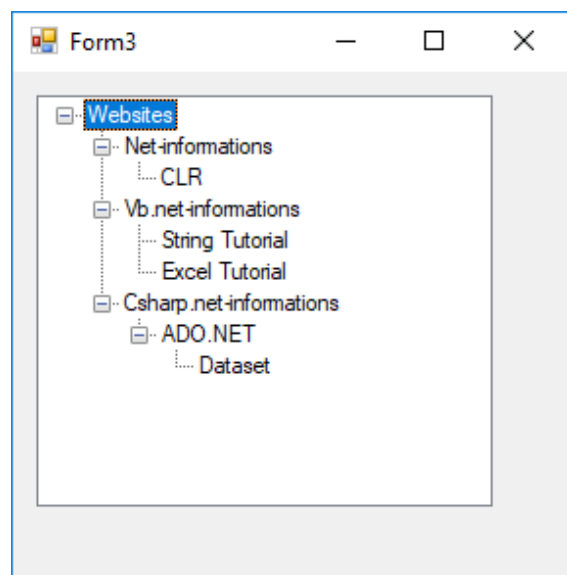 Form3
Websites
Net-informations
CLR
Vb.net-informations
String Tutorial
Excel Tutorial
Csharp.net-informations
ADO.NET
Dataset